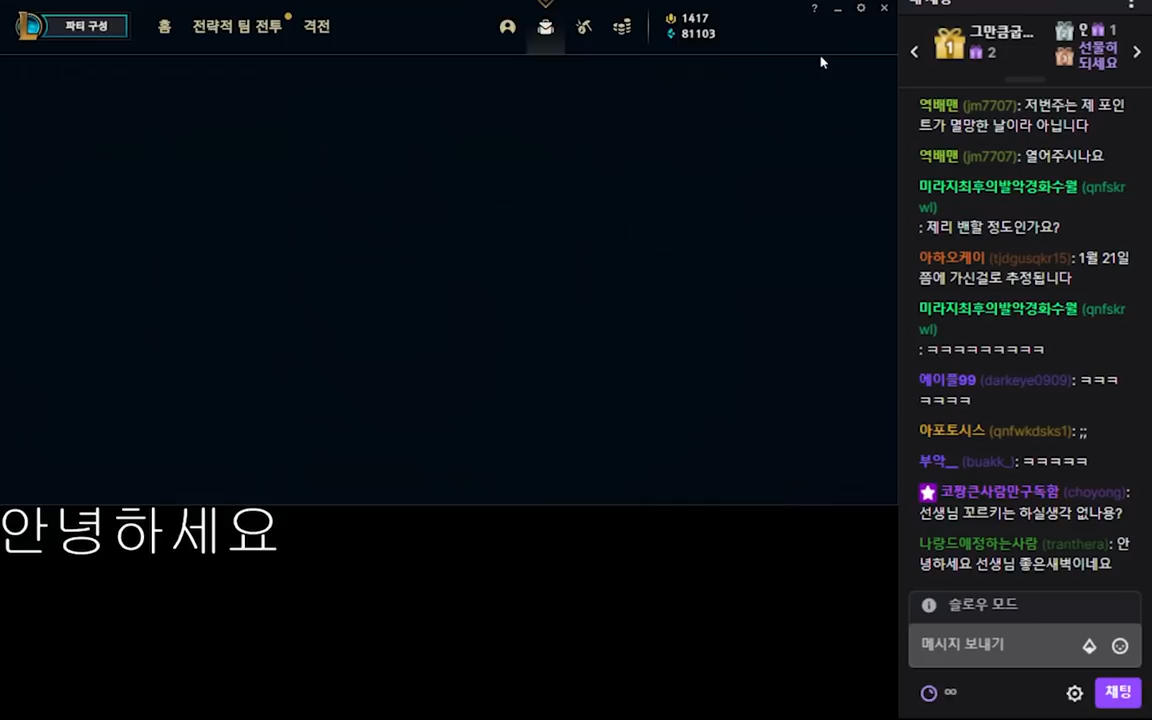 파티 구성
홈 전략적 팀 전투 격전
1417
81103
?
그만큼굽...
2
1
선물히
되세요
역배맨 (jm7707): 저번주는 제 포인
트가 멸망한 날이라 아닙니다
역배맨 (jm7707): 열어주시나요
미라지최후의발악경화수월 (qnfskr
wl)
: 제리 밴할 정도인가요?
아하오케이 (tjdgusqkr15): 1월 21일
쯤에 가신걸로 추정됩니다
미라지최후의발악경화수월 (qnfskr
wl)
: ㅋㅋㅋㅋㅋㅋㅋㅋㅋ
에이플99 (darkeye0909): ㅋㅋㅋ
ㅋㅋㅋㅋ
아포토시스 (qnfwkdsks1): ;;
부악__ (buakk_): ㅋㅋㅋㅋㅋ
코짱큰사람만구독함 (choyong):
선생님 꼬르키는 하실생각 없나용?
나랑드애정하는사람 (tranthera): 안
녕하세요 선생님 좋은새벽이네요
안녕하세요
슬로우 모드
메시지 보내기
∞
채팅